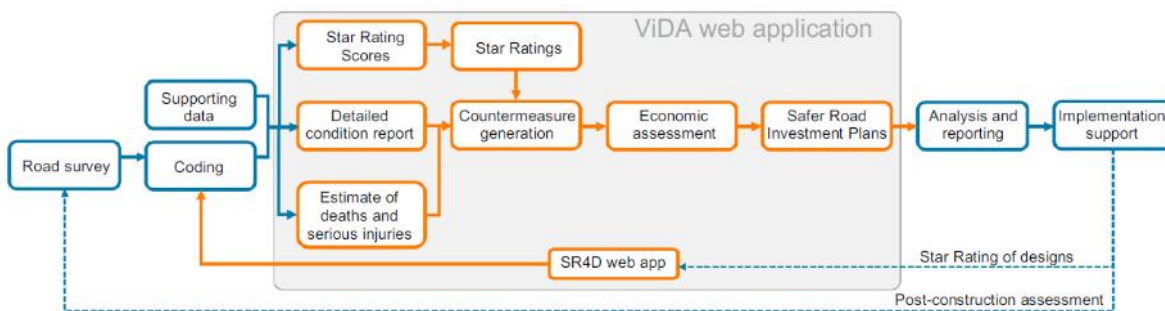 ViDA web application
Star Rating
Scores
Star Ratings
Supporting
data
Detailed
condition report
Countermeasure
generation
Economic
assessment
Safer Road
Investment Plans
Analysis and
reporting
Implementation
support
Road survey
Coding
Estimate of
deaths and
serious injuries
SR4D web app
Star Rating of designs
Post-construction assessment